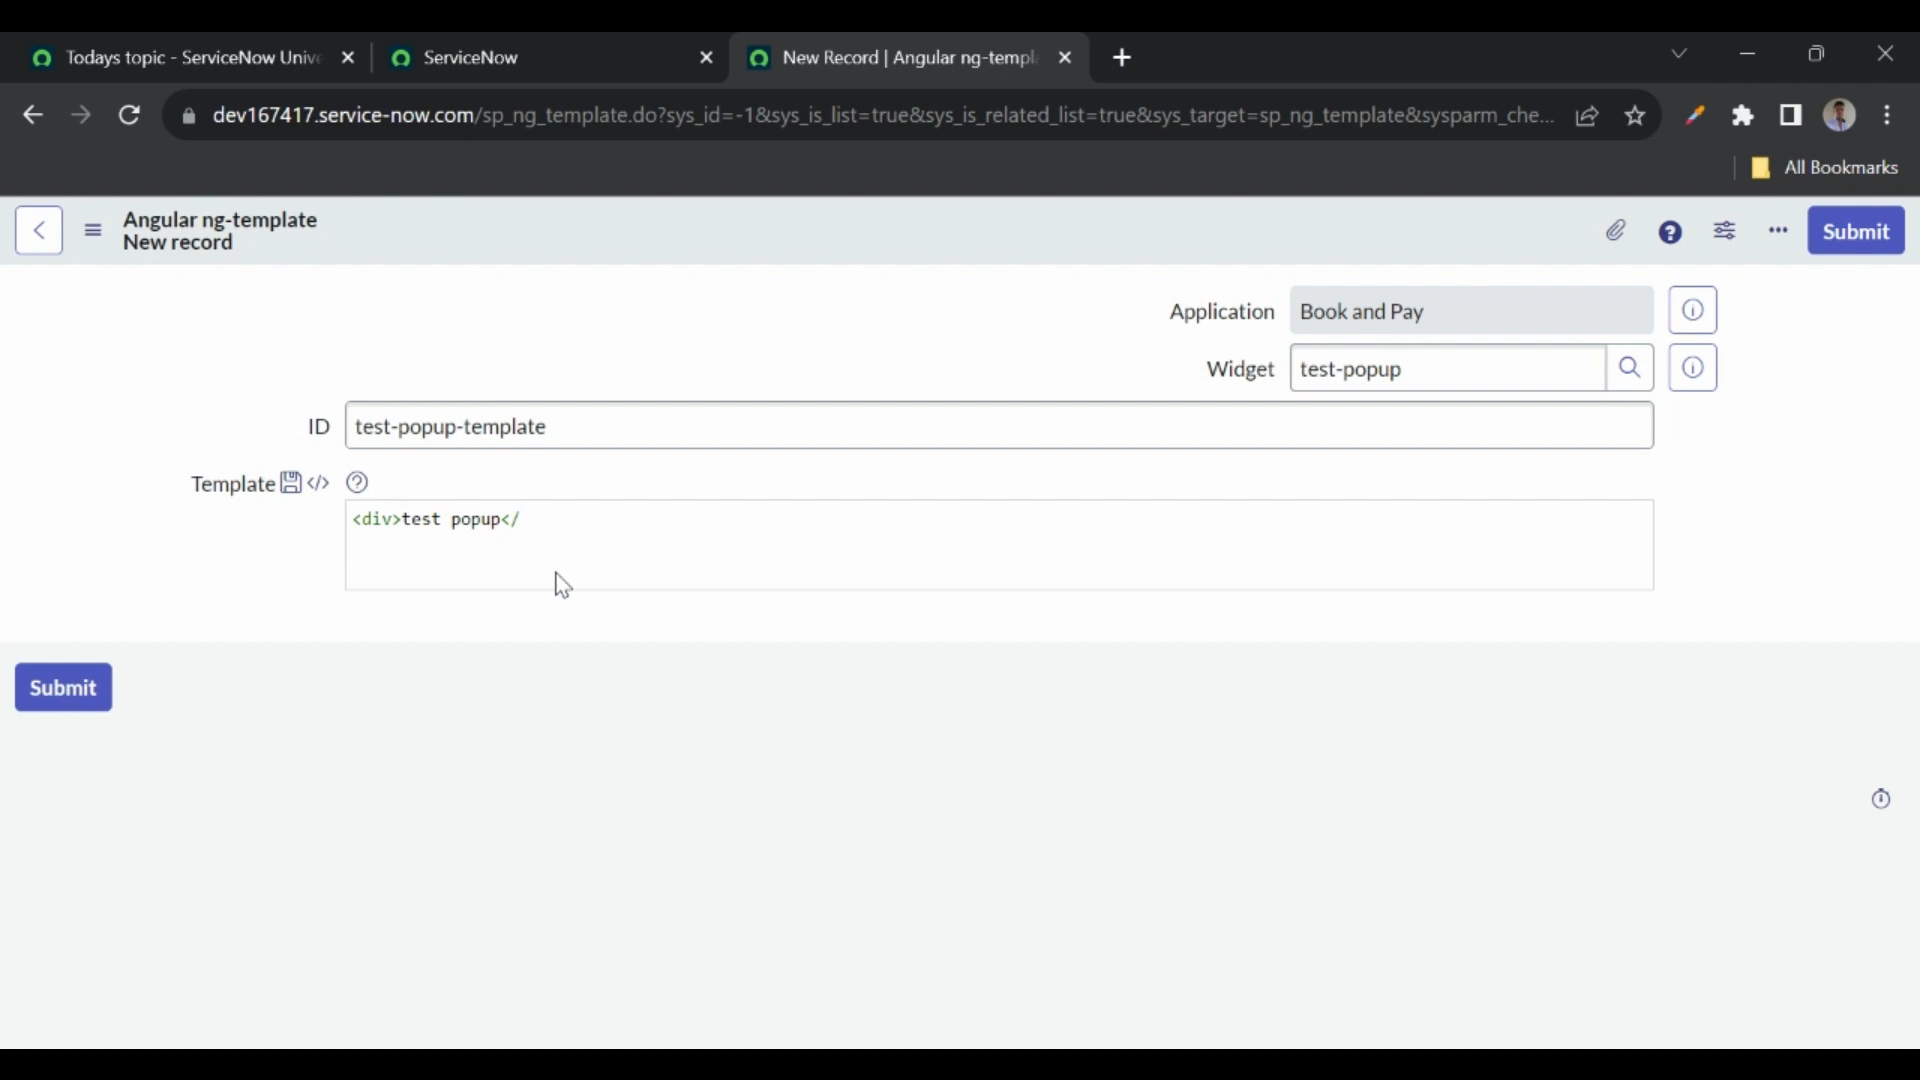 Todays topic - ServiceNow Unive
ServiceNow
New Record | Angular ng-templa
dev167417.service-now.com/sp_ng_template.do?sys_id=-1&sys_is_list=true&sys_is_related_list=true&sys_target=sp_ng_template&sysparm_che...
All Bookmarks
Angular ng-template
New record
Submit
Application Book and Pay
Widget test-popup
ID test-popup-template
Template
<div>test popup</
Submit